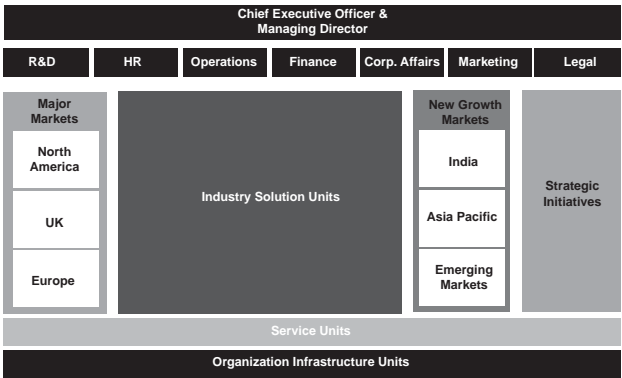 Chief Executive Officer &
Managing Director
R&D
HR
Operations
Finance
Corp. Affairs
Marketing
Legal
Major
Markets
North
America
UK
Europe
Industry Solution Units
New Growth
Markets
India
Asia Pacific
Emerging
Markets
Strategic
Initiatives
Service Units
Organization Infrastructure Units